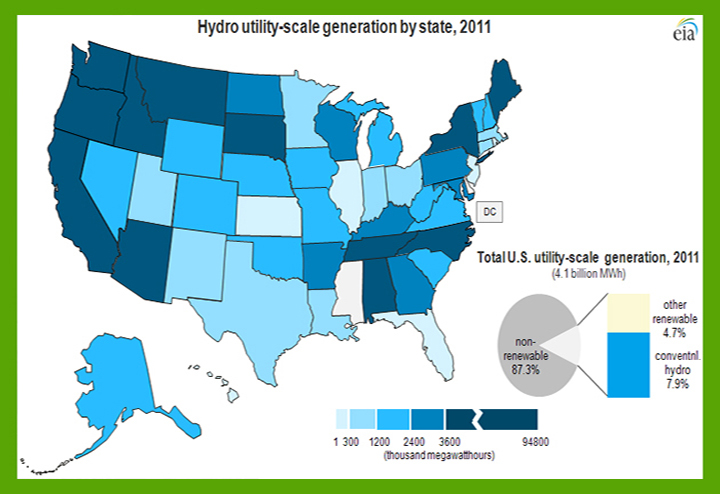 Hydro utility-scale generation by state, 2011
eia
DC
Total U.S. utility-scale generation, 2011
(4.1 billion MWh)
non-
renewable
87.3%
other
renewable
4.7%
conventnl.
hydro
7.9%
1 300 1200 2400 3600 94800
(thousand megawatthours)